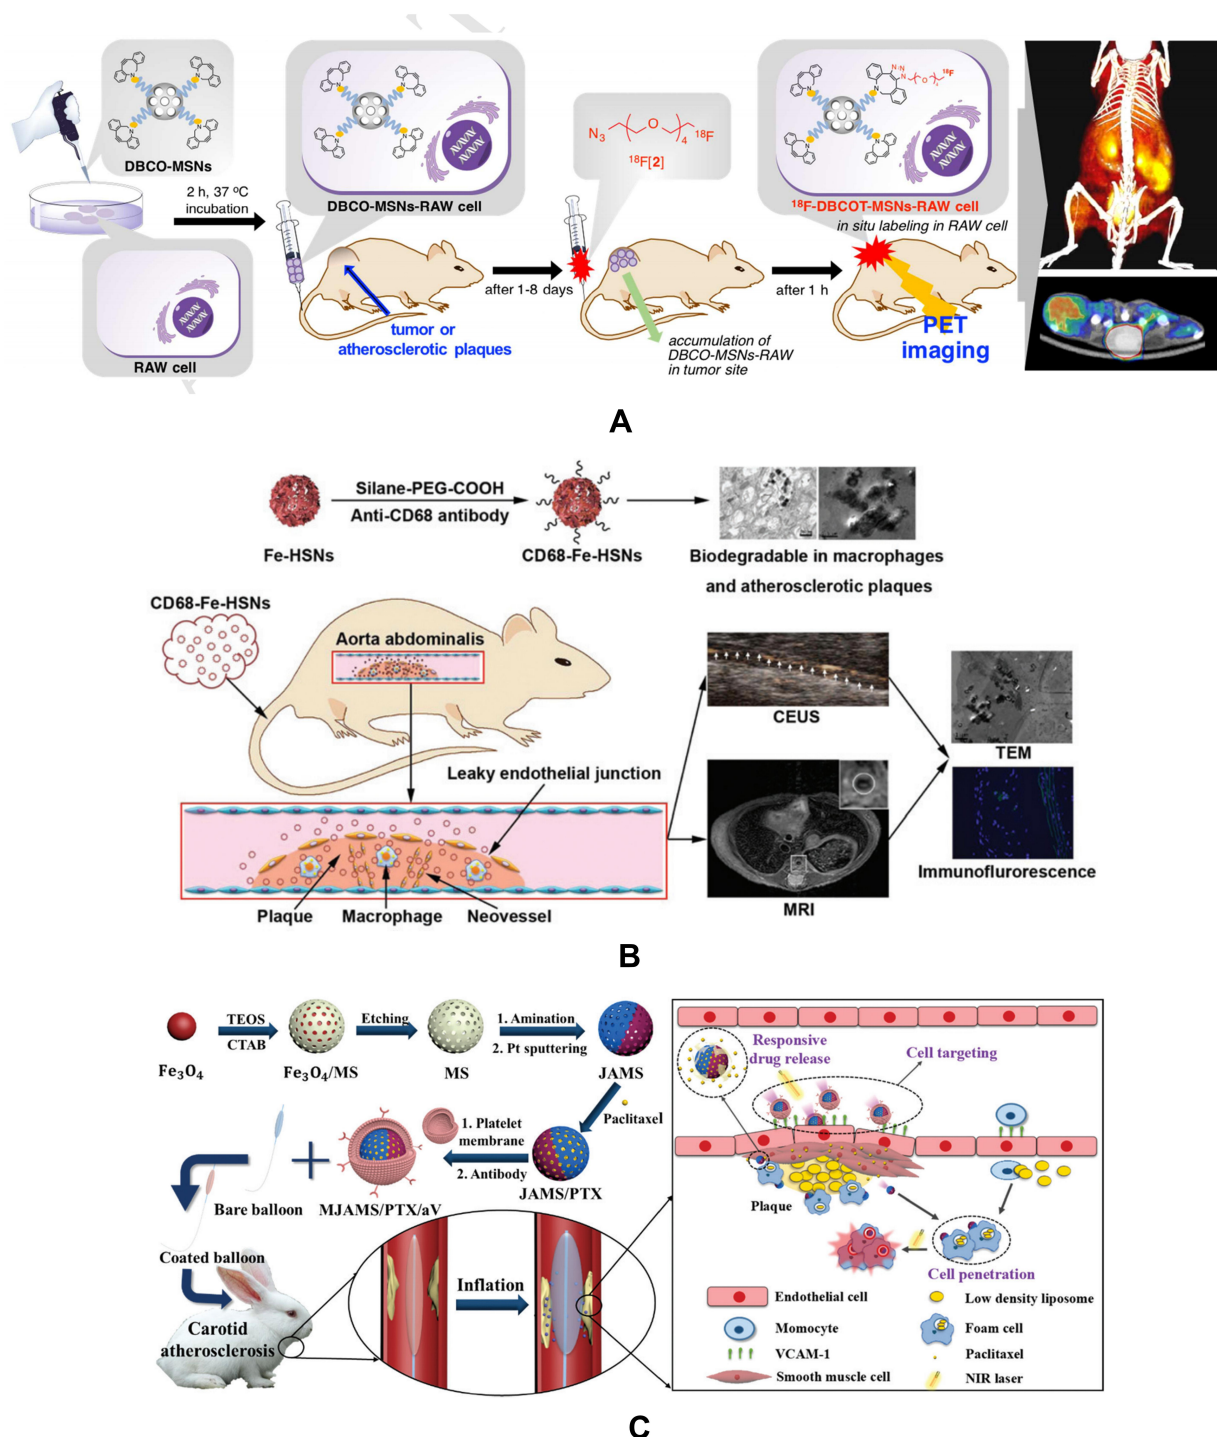 DBCO-MSNs
2 h, 37 ºC
incubation
RAW cell
DBCO-MSNs-RAW cell
tumor or
atherosclerotic plaques
after 1-8 days
N3
O
4
18F
18F[2]
accumulation of
DBCO-MSNs-RAW
in tumor site
after 1 h
18F-DBCOT-MSNs-RAW cell
in situ labeling in RAW cell
PET
imaging
A
Silane-PEG-COOH
Anti-CD68 antibody
Fe-HSNs
CD68-Fe-HSNs
Biodegradable in macrophages
and atherosclerotic plaques
CD68-Fe-HSNs
Aorta abdominalis
CEUS
TEM
Leaky endothelial junction
Immunoflurorescence
Plaque
Macrophage
Neovessel
MRI
B
TEOS
CTAB
Etching
1. Amination
2. Pt sputtering
Fe3O4
Fe3O4/MS
MS
JAMS
Paclitaxel
1. Platelet
membrane
2. Antibody
JAMS/PTX
MJAMS/PTX/aV
Bare balloon
Coated balloon
Carotid
atherosclerosis
Inflation
Responsive
drug release
Cell targeting
Plaque
Cell penetration
Endothelial cell
Low density liposome
Momocyte
Foam cell
VCAM-1
Paclitaxel
Smooth muscle cell
NIR laser
C